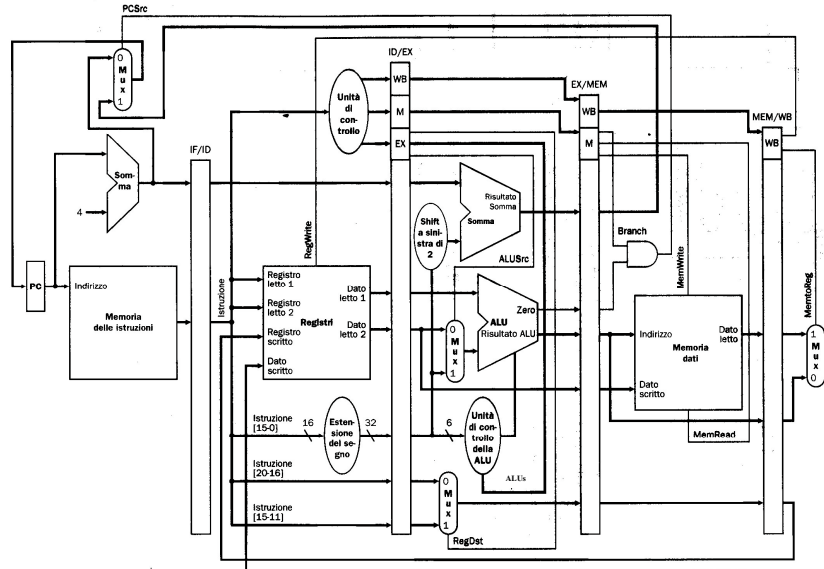 PCSrc
0
M
u
x
1
ID/EX
WB
M
EX
Unità
di
controllo
EX/MEM
WB
M
MEM/WB
WB
IF/ID
Som-
ma
4
PC
Indirizzo
Memoria
delle istruzioni
Istruzione
RegWrite
Registro
letto 1
Registro
letto 2
Registro
scritto
Dato
scritto
Registri
Dato
letto 1
Dato
letto 2
Shift
a sini-
stra di
2
Risultato
Somma
Somma
ALUSrc
0
M
u
x
1
Zero
ALU
Risultato ALU
Branch
MemWrite
Indirizzo
Dato
letto
Memoria
dati
Dato
scritto
MemRead
MemtoReg
1
M
u
x
0
Istruzione
[15-0]
16
Esten-
sione
del se-
gno
32
6
Unità
di con-
trollo
della
ALU
ALUs
Istruzione
[20-16]
Istruzione
[15-11]
0
M
u
x
1
RegDst